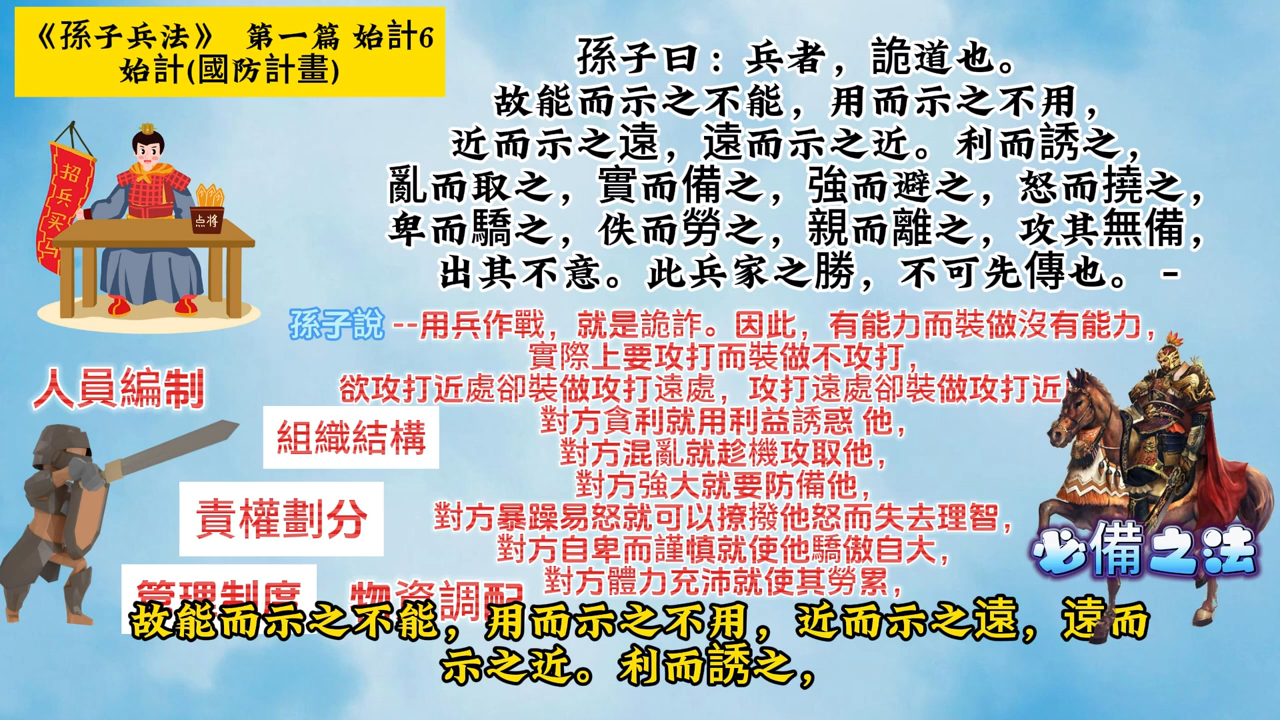 《孫子兵法》 第一篇 始計6
始計(國防計畫)
孫子曰：兵者，詭道也。
故能而示之不能，用而示之不用，
近而示之遠，遠而示之近。利而誘之，
亂而取之，實而備之，強而避之，怒而撓之，
卑而驕之，佚而勞之，親而離之，攻其無備，
出其不意。此兵家之勝，不可先傳也。 -
招兵买
点将
孫子說 --用兵作戰，就是詭詐。因此，有能力而裝做沒有能力，
實際上要攻打而裝做不攻打，
欲攻打近處卻裝做攻打遠處，攻打遠處卻裝做攻打近
對方貪利就用利益誘惑 他，
對方混亂就趁機攻取他，
對方強大就要防備他，
對方暴躁易怒就可以撩撥他怒而失去理智，
對方自卑而謹慎就使他驕傲自大，
對方體力充沛就使其勞累，
人員編制
組織結構
責權劃分
管理制度
物資調配
必備之法
故能而示之不能，用而示之不用，近而示之遠，遠而
示之近。利而誘之，